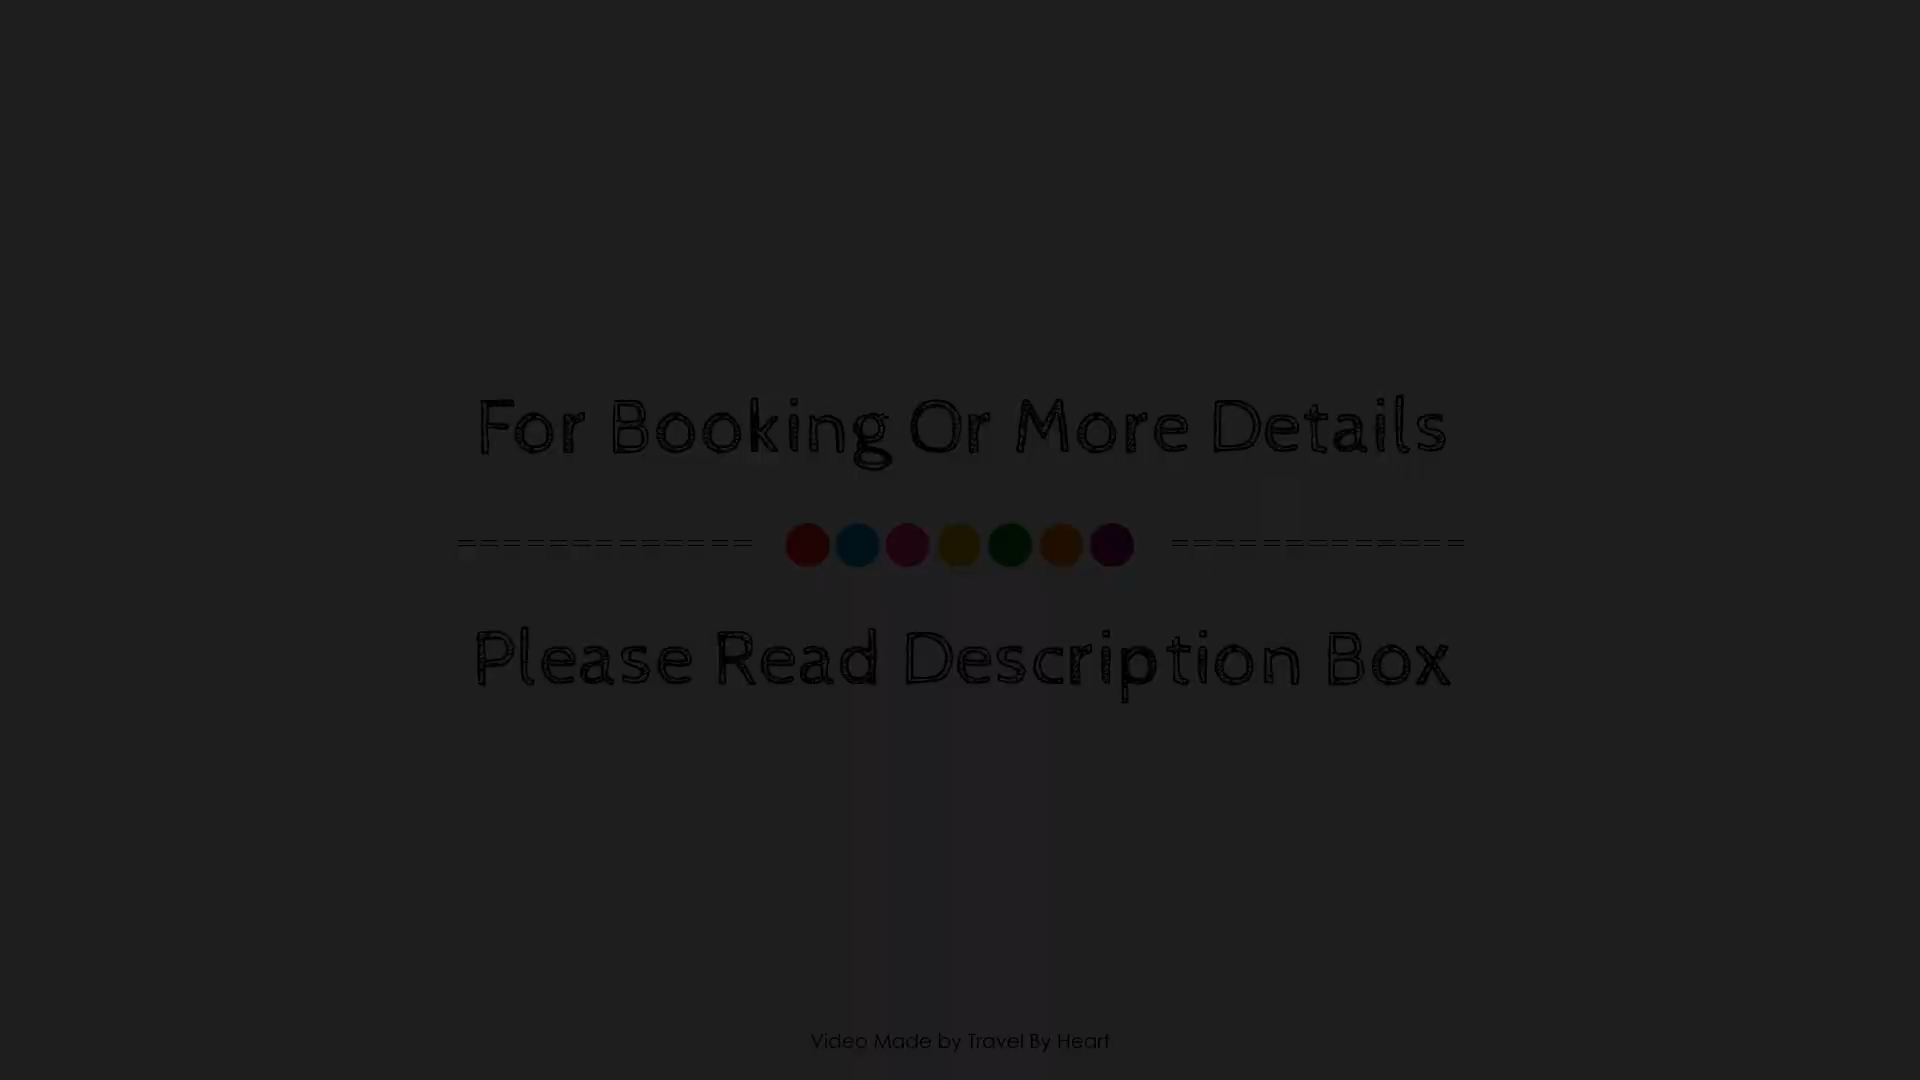 For Booking Or More Details
============= =============
Please Read Description Box
Video Made by Travel By Heart